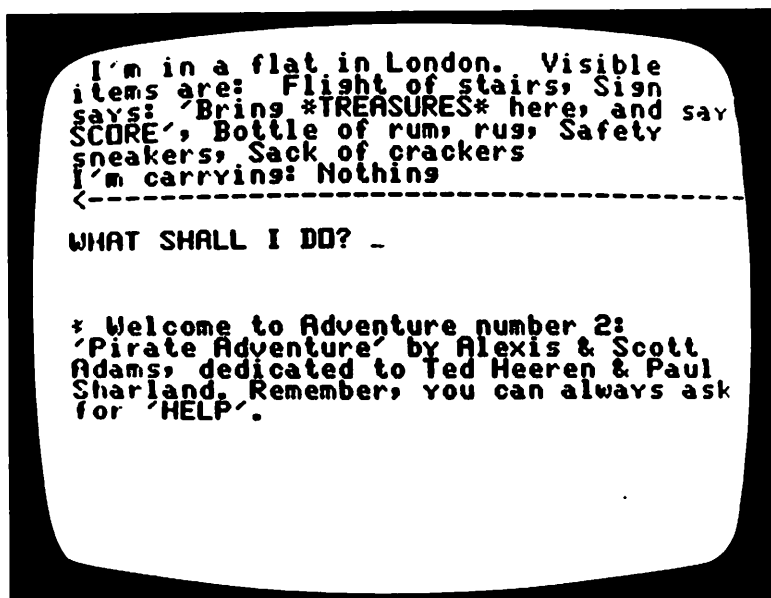 I'm in a flat in London. Visible
items are: Flight of stairs, Sign
says: 'Bring *TREASURES* here, and say
SCORE', Bottle of rum, rug, Safety
sneakers, Sack of crackers
I'm carrying: Nothing
<--------------------------------------
WHAT SHALL I DO? _
* Welcome to Adventure number 2:
'Pirate Adventure' by Alexis & Scott
Adams, dedicated to Ted Heeren & Paul
Sharland. Remember, you can always ask
for 'HELP'.